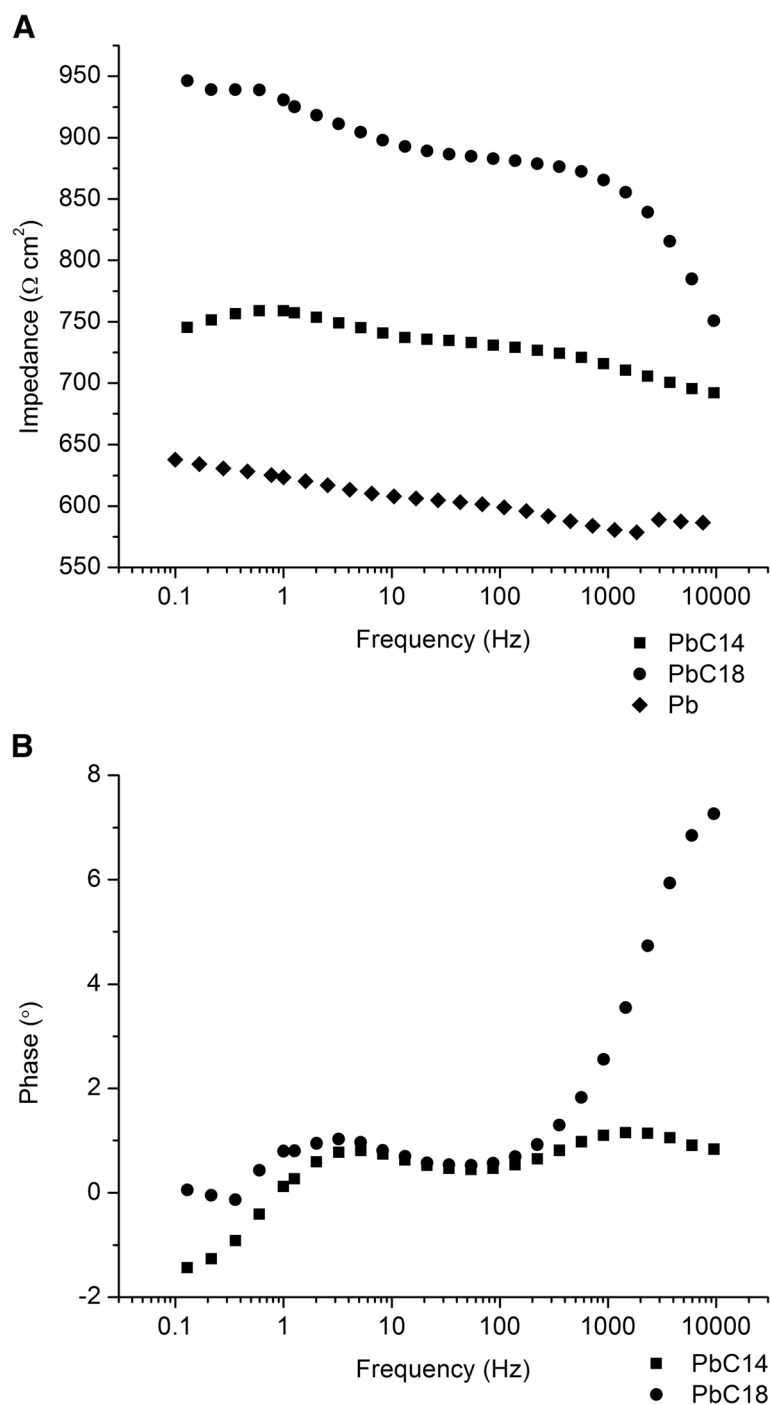 A
950
900
850
800
750
700
650
600
550
Impedance (Ω cm²)
0.1 1 10 100 1000 10000
Frequency (Hz)
PbC14
PbC18
Pb
B
8
6
4
2
0
-2
Phase (°)
0.1 1 10 100 1000 10000
Frequency (Hz)
PbC14
PbC18